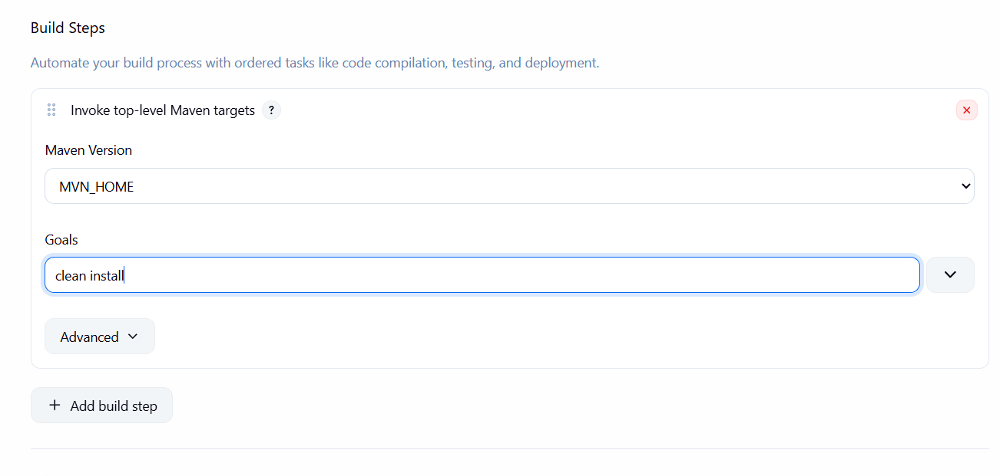 Build Steps
Automate your build process with ordered tasks like code compilation, testing, and deployment.
Invoke top-level Maven targets ?
Maven Version
MVN_HOME
Goals
clean install
Advanced
Add build step